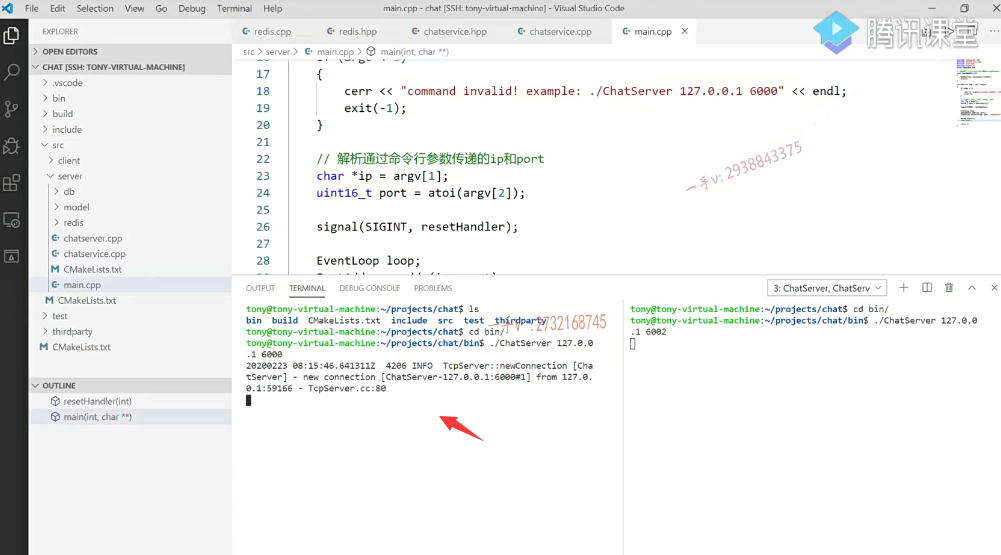 File Edit Selection View Go Debug Terminal Help main.cpp - chat [SSH: tony-virtual-machine] - Visual Studio Code
EXPLORER
redis.cpp redis.hpp chatservice.hpp chatservice.cpp main.cpp
腾讯课堂
OPEN EDITORS
src > server > main.cpp > main(int, char **)
CHAT [SSH: TONY-VIRTUAL-MACHINE]
.vscode
bin
build
include
src
client
server
db
model
redis
chatserver.cpp
chatservice.cpp
CMakeLists.txt
main.cpp
CMakeLists.txt
test
thirdparty
CMakeLists.txt
OUTLINE
resetHandler(int)
main(int, char **)
17 {
18 cerr << "command invalid! example: ./ChatServer 127.0.0.1 6000" << endl;
19 exit(-1);
20 }
21
22 // 解析通过命令行参数传递的ip和port
23 char *ip = argv[1];
24 uint16_t port = atoi(argv[2]);
25
26 signal(SIGINT, resetHandler);
27
28 EventLoop loop;
一手v: 2938843375
OUTPUT TERMINAL DEBUG CONSOLE PROBLEMS 3: ChatServer, ChatServ
tony@tony-virtual-machine:~/projects/chat$ ls
bin build CMakeLists.txt include src test thirdparty
tony@tony-virtual-machine:~/projects/chat$ cd bin/
tony@tony-virtual-machine:~/projects/chat/bin$ ./ChatServer 127.0.0
.1 6000
20200223 08:15:46.641311Z 4206 INFO TcpServer::newConnection [Cha
tServer] - new connection [ChatServer-127.0.0.1:6000#1] from 127.0.
0.1:59166 - TcpServer.cc:80
一手v:2732168745
tony@tony-virtual-machine:~/projects/chat$ cd bin/
tony@tony-virtual-machine:~/projects/chat/bin$ ./ChatServer 127.0.0
.1 6002